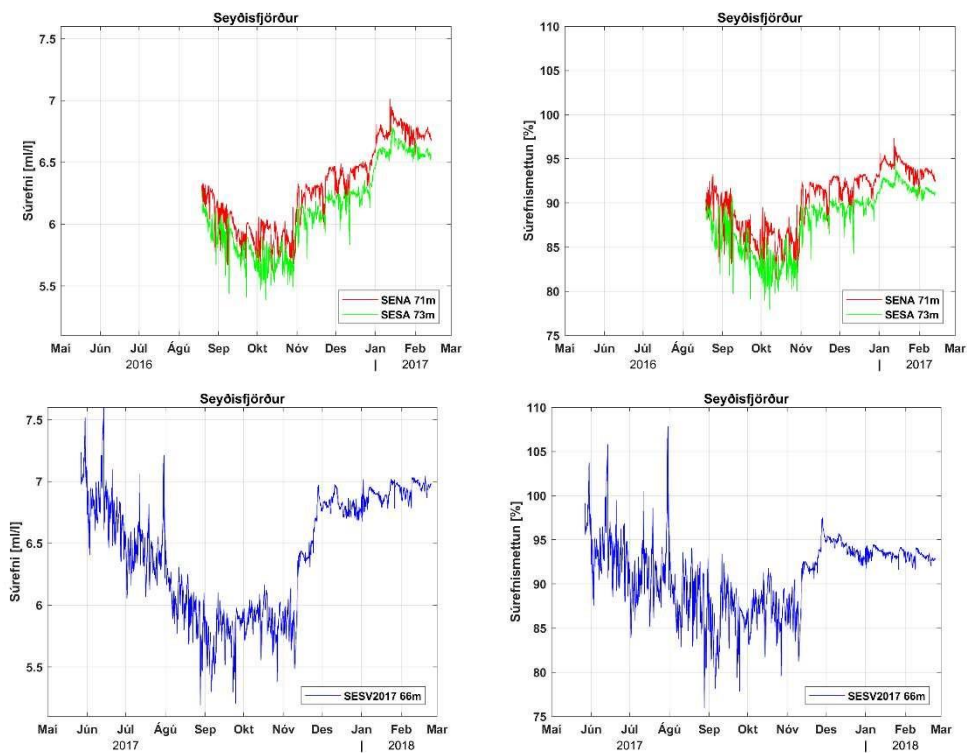 Seyðisfjörður
7.5
7
6.5
6
5.5
Súrefni [ml/l]
SENA 71m
SESA 73m
Maí Jún Júl Ágú Sep Okt Nóv Des Jan Feb Mar
2016 | 2017
Seyðisfjörður
110
105
100
95
90
85
80
75
Súrefnismettun [%]
SENA 71m
SESA 73m
Maí Jún Júl Ágú Sep Okt Nóv Des Jan Feb Mar
2016 | 2017
Seyðisfjörður
7.5
7
6.5
6
5.5
Súrefni [ml/l]
SESV2017 66m
Maí Jún Júl Ágú Sep Okt Nóv Des Jan Feb Mar
2017 | 2018
Seyðisfjörður
110
105
100
95
90
85
80
75
Súrefnismettun [%]
SESV2017 66m
Maí Jún Júl Ágú Sep Okt Nóv Des Jan Feb Mar
2017 | 2018